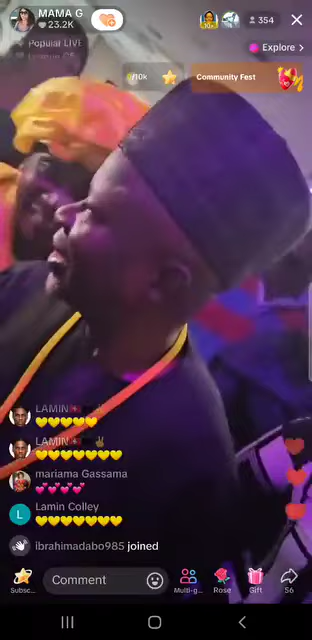 MAMA G
23.2K
354
Popular LIVE
Explore >
/10k
Community Fest
LAMIN
💛💛💛💛💛💛
LAMIN
💛💛💛💛💛💛💛💛
mariama Gassama
💕💕💕💕
L
Lamin Colley
💛💛💛💛💛💛💛💛
ibrahimadabo985 joined
Subsc...
Comment
Multi-g...
Rose
Gift
56